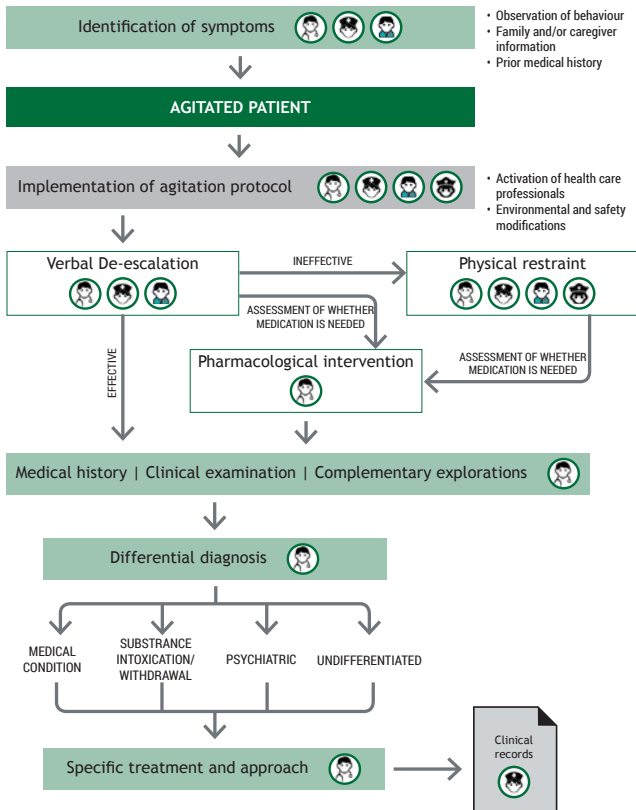 Identification of symptoms
• Observation of behaviour
• Family and/or caregiver
information
• Prior medical history
AGITATED PATIENT
Implementation of agitation protocol
• Activation of health care
professionals
• Environmental and safety
modifications
Verbal De-escalation
INEFFECTIVE
Physical restraint
ASSESSMENT OF WHETHER
MEDICATION IS NEEDED
ASSESSMENT OF WHETHER
MEDICATION IS NEEDED
EFFECTIVE
Pharmacological intervention
Medical history | Clinical examination | Complementary explorations
Differential diagnosis
MEDICAL
CONDITION
SUBSTRANCE
INTOXICATION/
WITHDRAWAL
PSYCHIATRIC
UNDIFFERENTIATED
Specific treatment and approach
Clinical
records